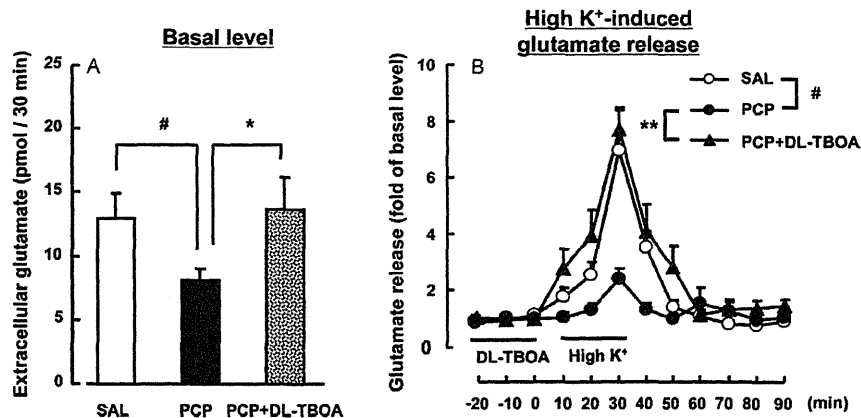 Basal level
A
Extracellular glutamate (pmol / 30 min)
25
20
15
10
5
0
#
*
SAL
PCP
PCP+DL-TBOA
High K⁺-induced
glutamate release
B
Glutamate release (fold of basal level)
10
8
6
4
2
0
SAL
PCP
PCP+DL-TBOA
#
**
DL-TBOA
High K⁺
-20 -10 0 10 20 30 40 50 60 70 80 90 (min)